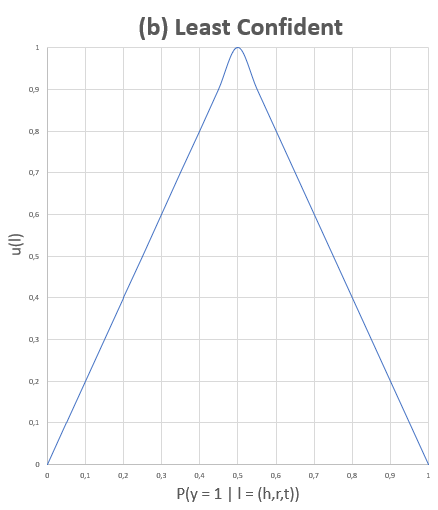 (b) Least Confident
1
0,9
0,8
0,7
0,6
0,5
0,4
0,3
0,2
0,1
0
u(l)
0 0,1 0,2 0,3 0,4 0,5 0,6 0,7 0,8 0,9 1
P(y = 1 | l = (h,r,t))